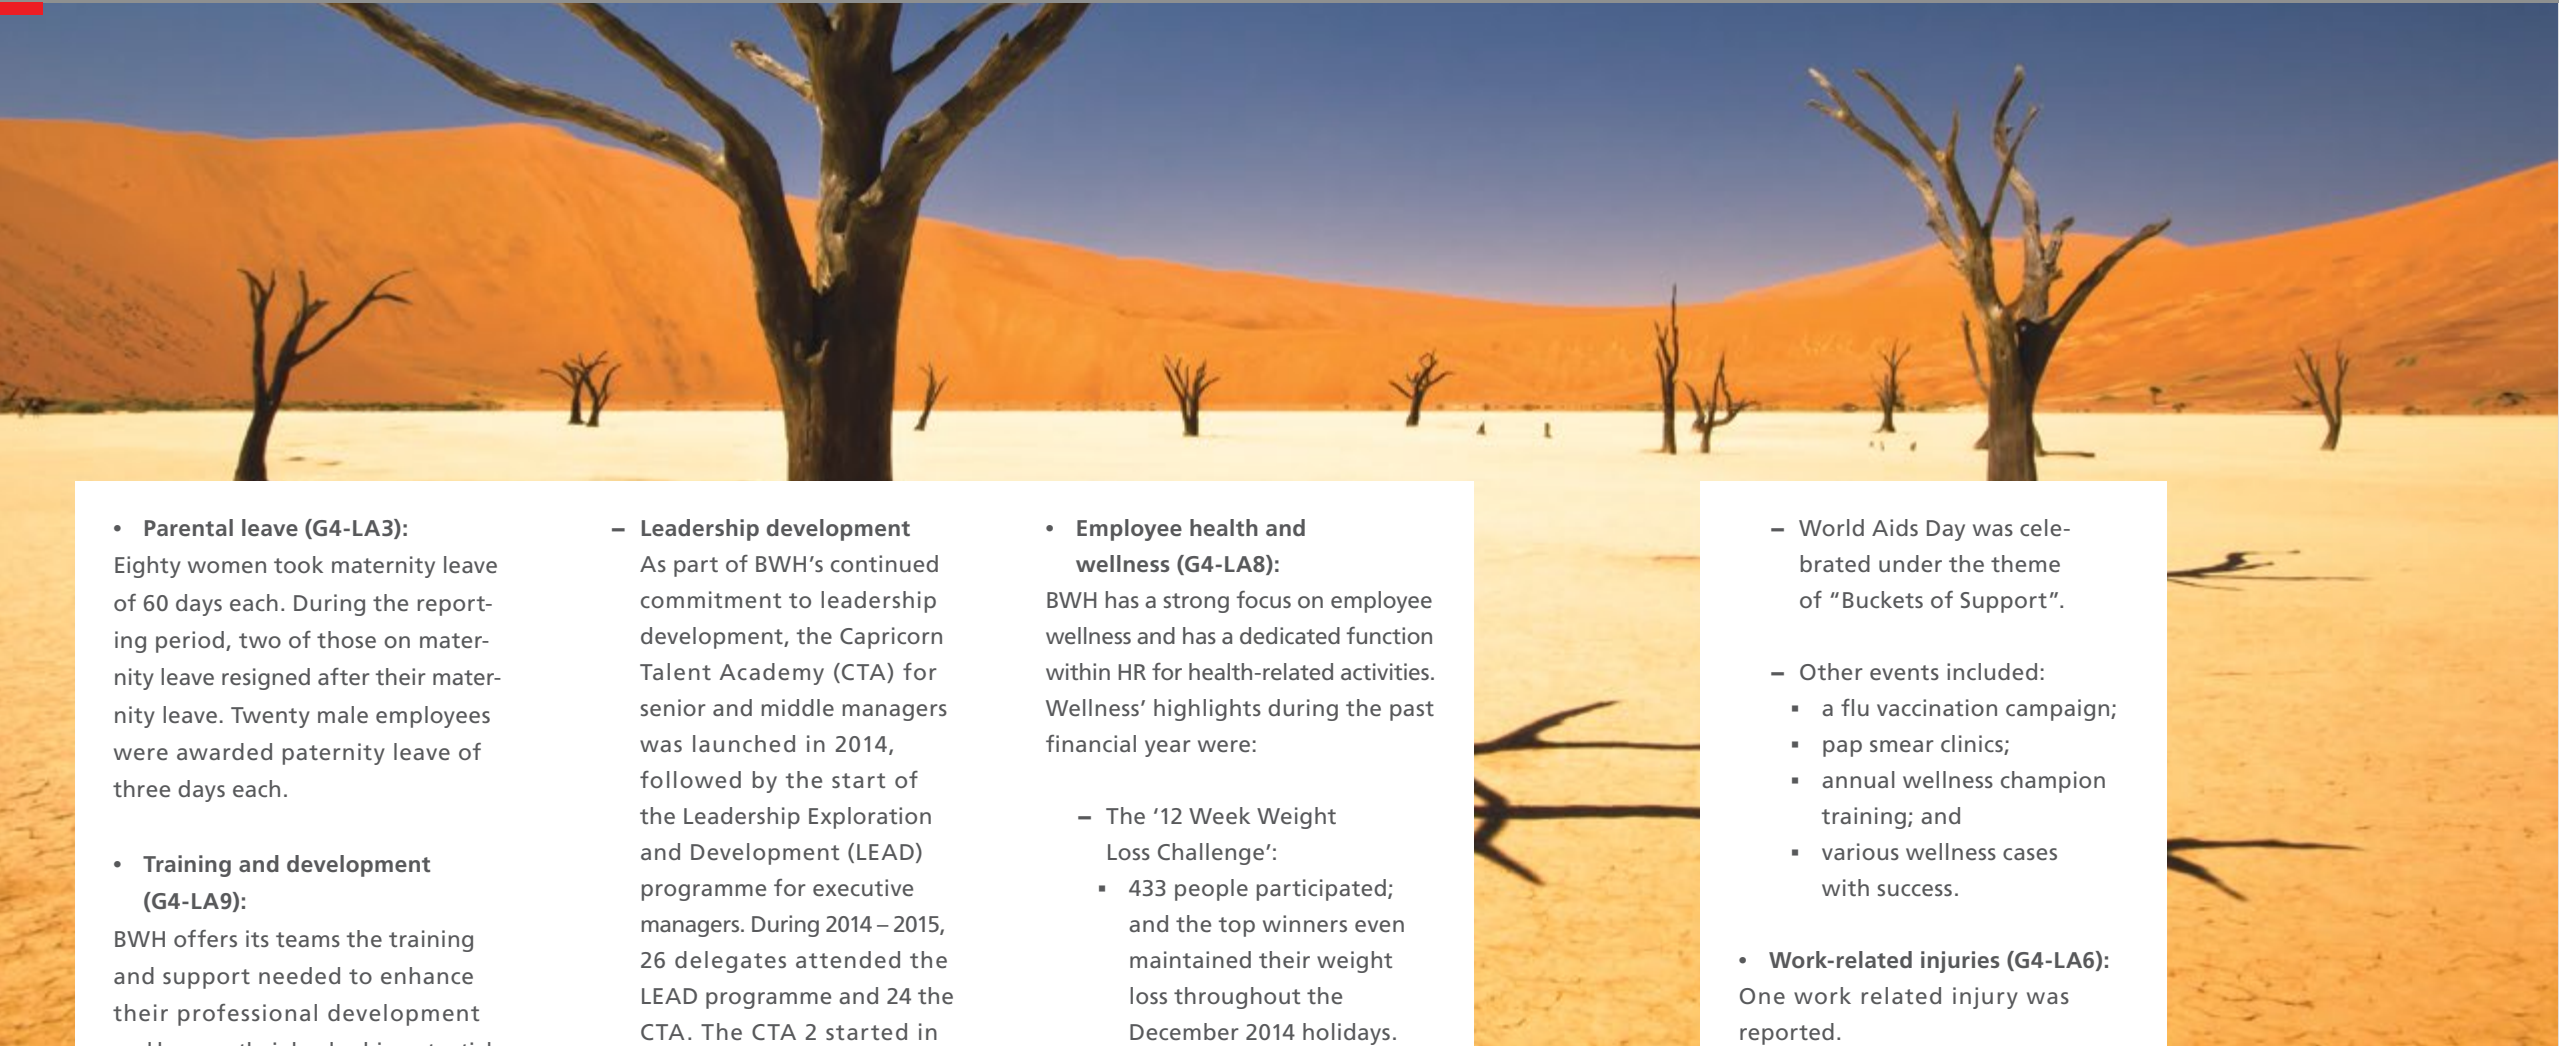 • Parental leave (G4-LA3):
Eighty women took maternity leave
of 60 days each. During the report-
ing period, two of those on mater-
nity leave resigned after their mater-
nity leave. Twenty male employees
were awarded paternity leave of
three days each.
• Training and development
(G4-LA9):
BWH offers its teams the training
and support needed to enhance
their professional development
– Leadership development
As part of BWH’s continued
commitment to leadership
development, the Capricorn
Talent Academy (CTA) for
senior and middle managers
was launched in 2014,
followed by the start of
the Leadership Exploration
and Development (LEAD)
programme for executive
managers. During 2014 – 2015,
26 delegates attended the
LEAD programme and 24 the
CTA. The CTA 2 started in
• Employee health and
wellness (G4-LA8):
BWH has a strong focus on employee
wellness and has a dedicated function
within HR for health-related activities.
Wellness’ highlights during the past
financial year were:
– The ‘12 Week Weight
Loss Challenge’:
▪ 433 people participated;
and the top winners even
maintained their weight
loss throughout the
December 2014 holidays.
– World Aids Day was cele-
brated under the theme
of “Buckets of Support”.
– Other events included:
▪ a flu vaccination campaign;
▪ pap smear clinics;
▪ annual wellness champion
training; and
▪ various wellness cases
with success.
• Work-related injuries (G4-LA6):
One work related injury was
reported.